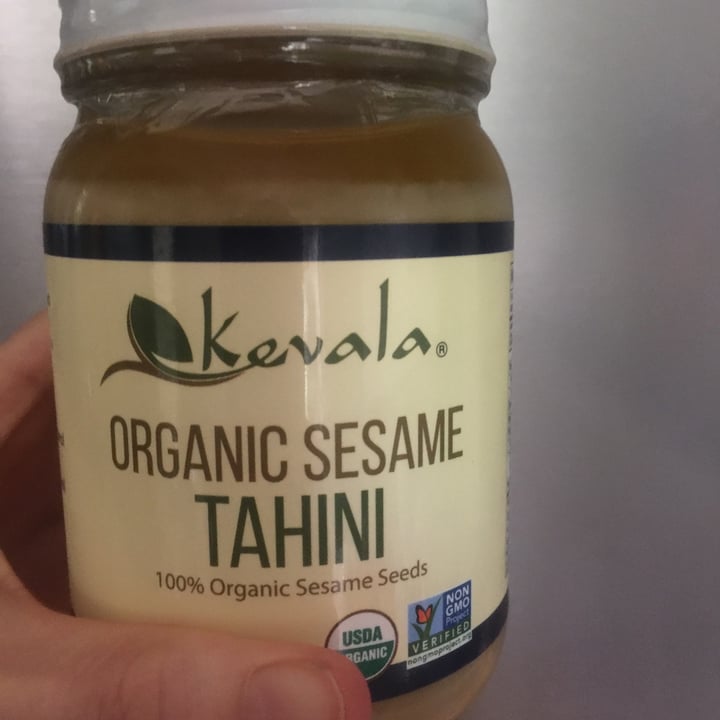 Kevala®
ORGANIC SESAME
TAHINI
100% Organic Sesame Seeds
USDA
ORGANIC
NON
GMO
Project
VERIFIED
nongmoproject.org